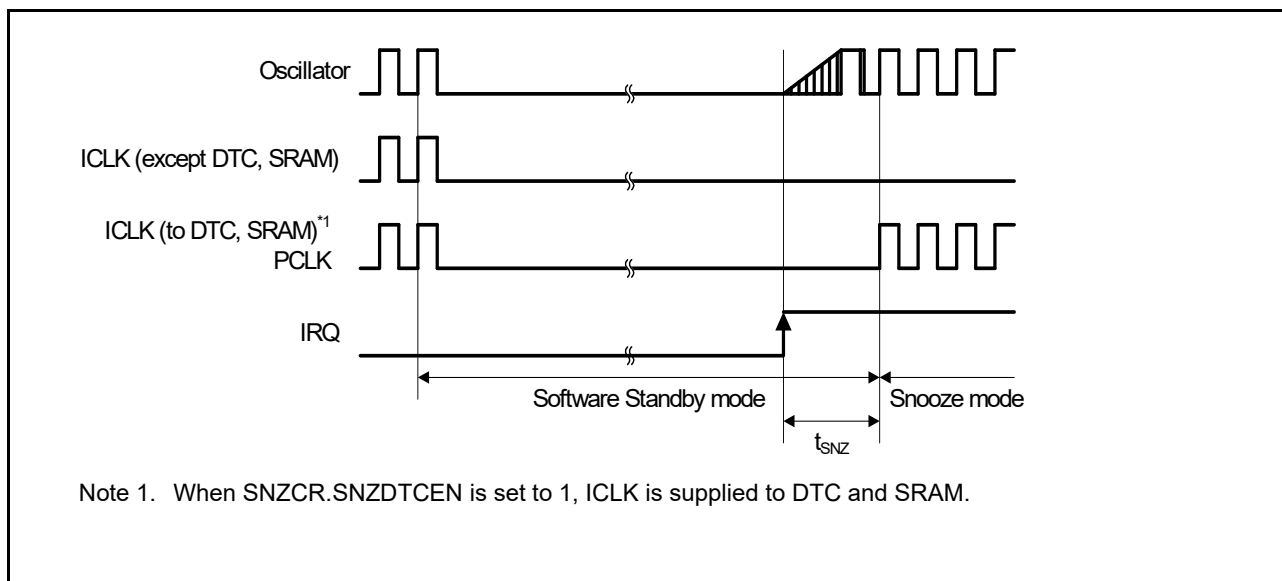 Oscillator
ICLK (except DTC, SRAM)
ICLK (to DTC, SRAM)*1
PCLK
IRQ
Software Standby mode
Snooze mode
tSNZ
Note 1. When SNZCR.SNZDTCEN is set to 1, ICLK is supplied to DTC and SRAM.